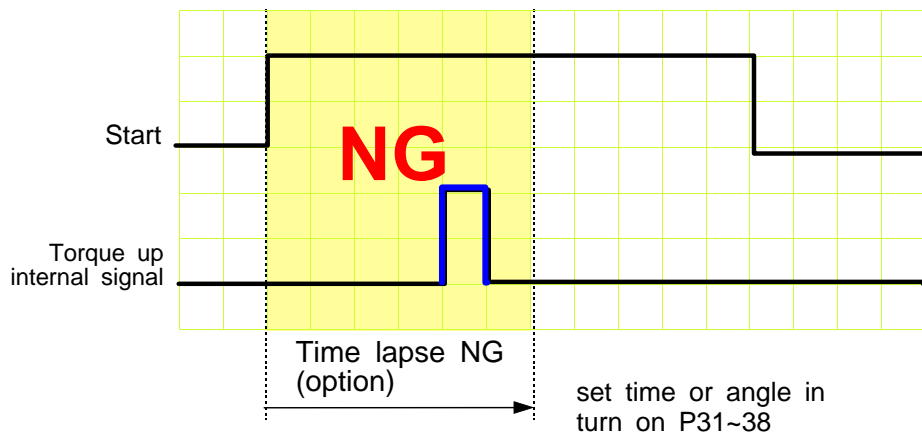 Start
NG
Torque up
internal signal
Time lapse NG
(option)
set time or angle in
turn on P31~38